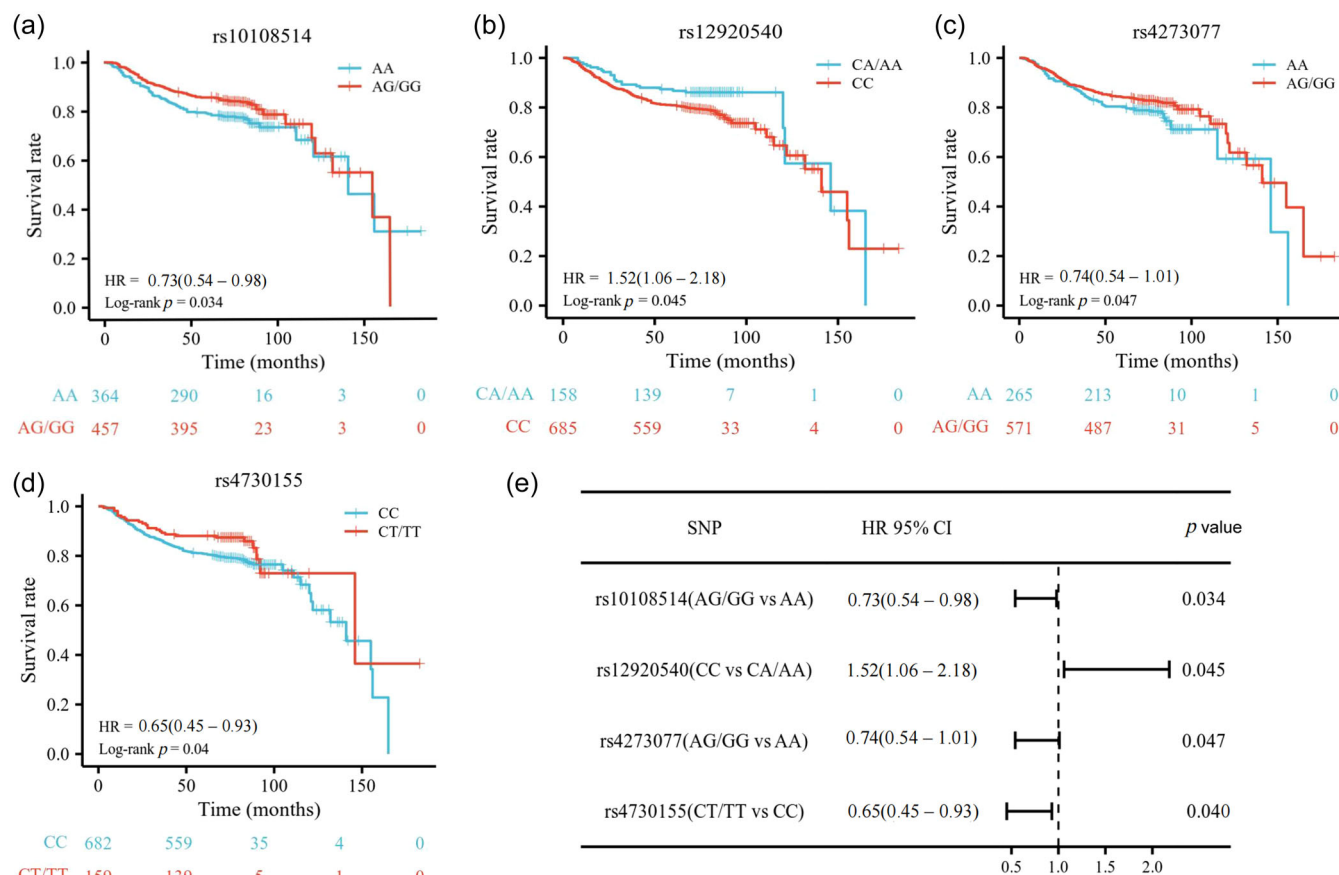 (a)
rs10108514
AA
AG/GG
Survival rate
1.0
0.8
0.6
0.4
0.2
0.0
HR = 0.73(0.54 – 0.98)
Log-rank p = 0.034
0 50 100 150
Time (months)
AA 364 290 16 3 0
AG/GG 457 395 23 3 0
(b)
rs12920540
CA/AA
CC
Survival rate
1.0
0.8
0.6
0.4
0.2
0.0
HR = 1.52(1.06 – 2.18)
Log-rank p = 0.045
0 50 100 150
Time (months)
CA/AA 158 139 7 1 0
CC 685 559 33 4 0
(c)
rs4273077
AA
AG/GG
Survival rate
1.0
0.8
0.6
0.4
0.2
0.0
HR = 0.74(0.54 – 1.01)
Log-rank p = 0.047
0 50 100 150
Time (months)
AA 265 213 10 1 0
AG/GG 571 487 31 5 0
(d)
rs4730155
CC
CT/TT
Survival rate
1.0
0.8
0.6
0.4
0.2
0.0
HR = 0.65(0.45 – 0.93)
Log-rank p = 0.04
0 50 100 150
Time (months)
CC 682 559 35 4 0
CT/TT 159 139 5 1 0
(e)
SNP HR 95% CI p value
rs10108514(AG/GG vs AA) 0.73(0.54 – 0.98) 0.034
rs12920540(CC vs CA/AA) 1.52(1.06 – 2.18) 0.045
rs4273077(AG/GG vs AA) 0.74(0.54 – 1.01) 0.047
rs4730155(CT/TT vs CC) 0.65(0.45 – 0.93) 0.040
0.5 1.0 1.5 2.0